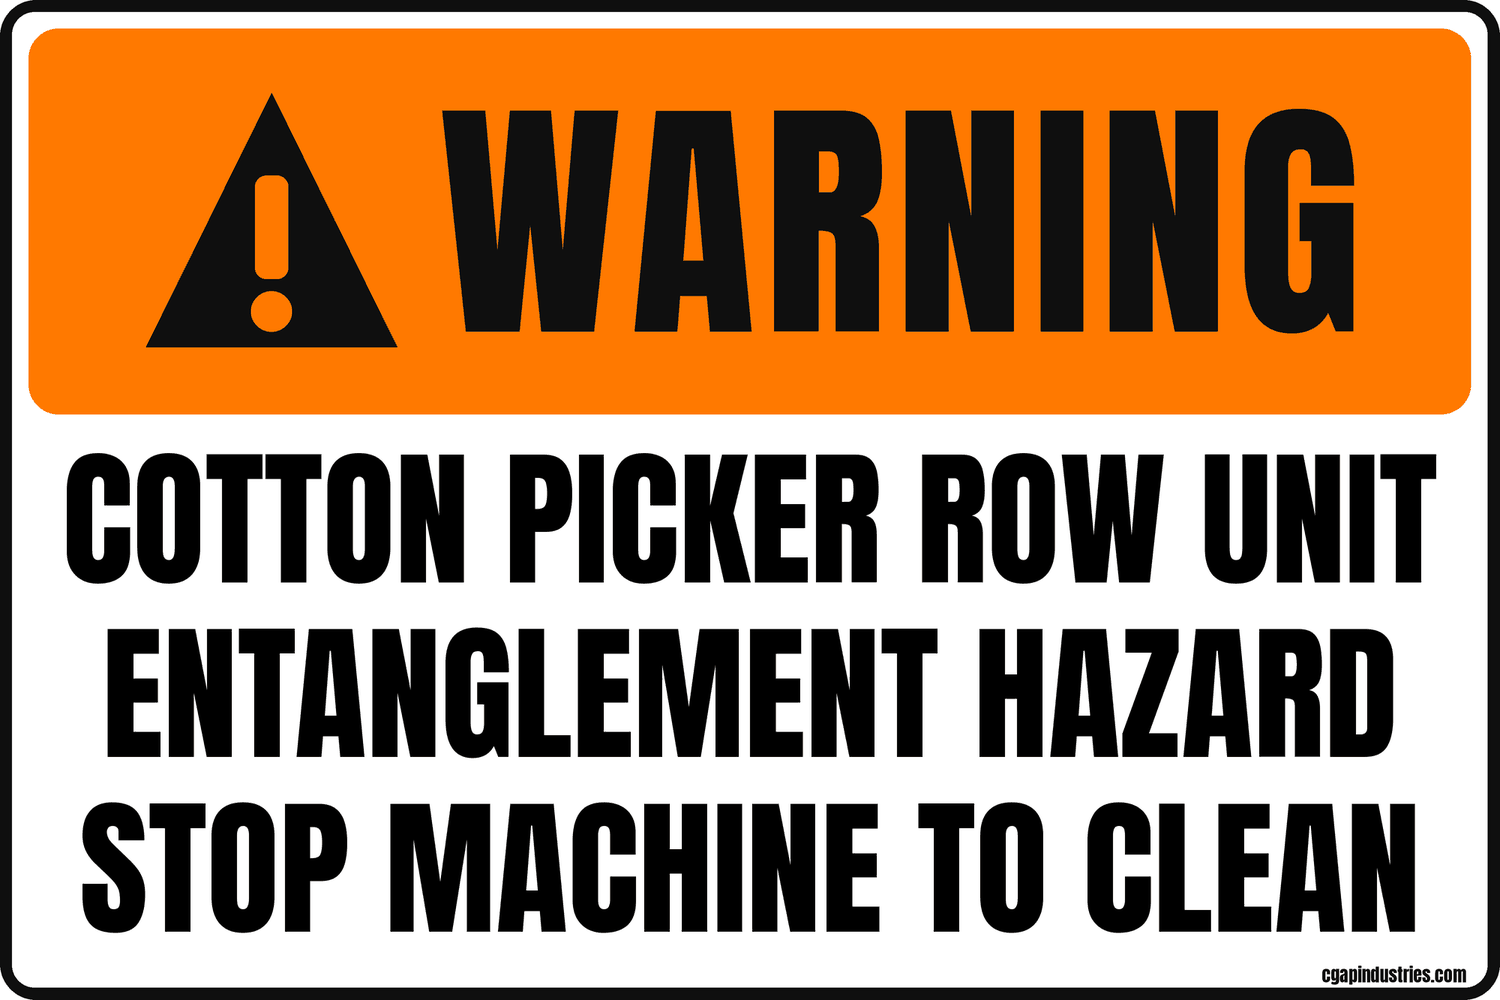 WARNING
COTTON PICKER ROW UNIT
ENTANGLEMENT HAZARD
STOP MACHINE TO CLEAN
cgapindustries.com